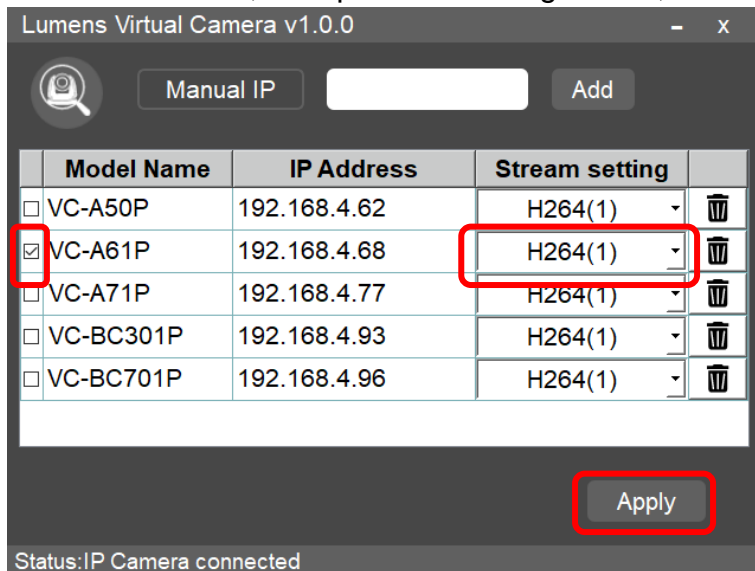 Lumens Virtual Camera v1.0.0 - x
Manual IP Add
Model Name IP Address Stream setting
VC-A50P 192.168.4.62 H264(1)
VC-A61P 192.168.4.68 H264(1)
VC-A71P 192.168.4.77 H264(1)
VC-BC301P 192.168.4.93 H264(1)
VC-BC701P 192.168.4.96 H264(1)
Apply
Status:IP Camera connected